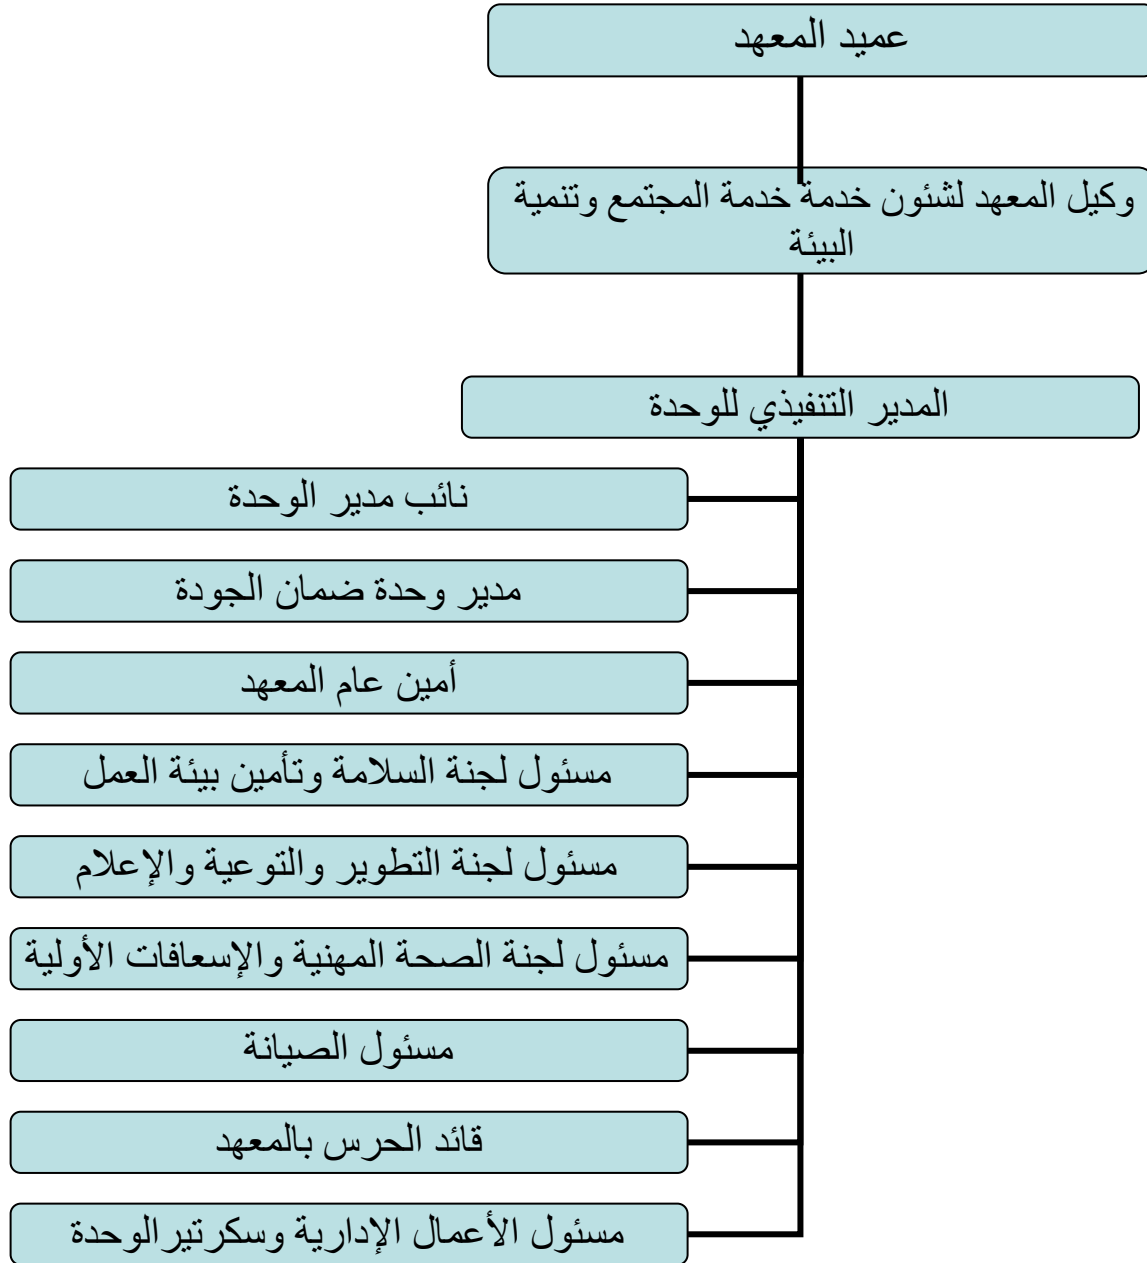 عميد المعهد
وكيل المعهد لشئون خدمة خدمة المجتمع وتنمية
البيئة
المدير التنفيذي للوحدة
نائب مدير الوحدة
مدير وحدة ضمان الجودة
أمين عام المعهد
مسئول لجنة السلامة وتأمين بيئة العمل
مسئول لجنة التطوير والتوعية والإعلام
مسئول لجنة الصحة المهنية والإسعافات الأولية
مسئول الصيانة
قائد الحرس بالمعهد
مسئول الأعمال الإدارية وسكرتيرالوحدة